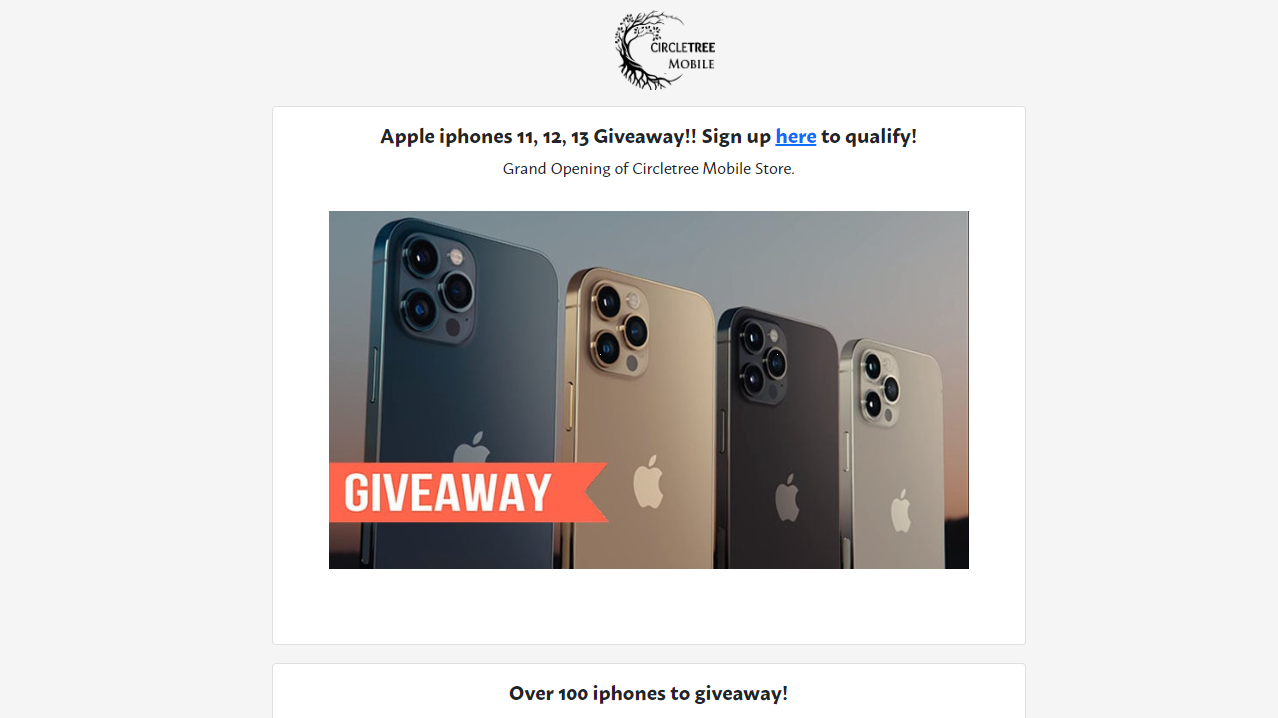 CIRCLETREE
MOBILE
Apple iphones 11, 12, 13 Giveaway!! Sign up here to qualify!
Grand Opening of Circletree Mobile Store.
GIVEAWAY
Over 100 iphones to giveaway!